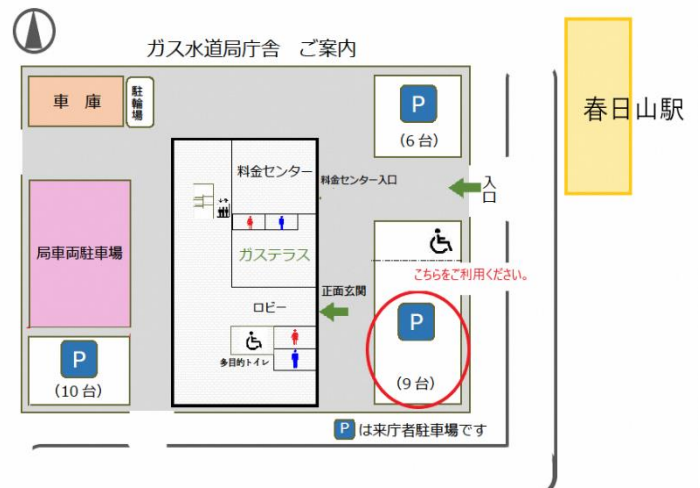 ガス水道局庁舎　ご案内
車 庫
駐輪場
P
(6台)
春日山駅
料金センター
料金センター入口
入口
局車両駐車場
ガステラス
こちらをご利用ください。
正面玄関
ロビー
P
(9台)
P
(10台)
多目的トイレ
Pは来庁者駐車場です